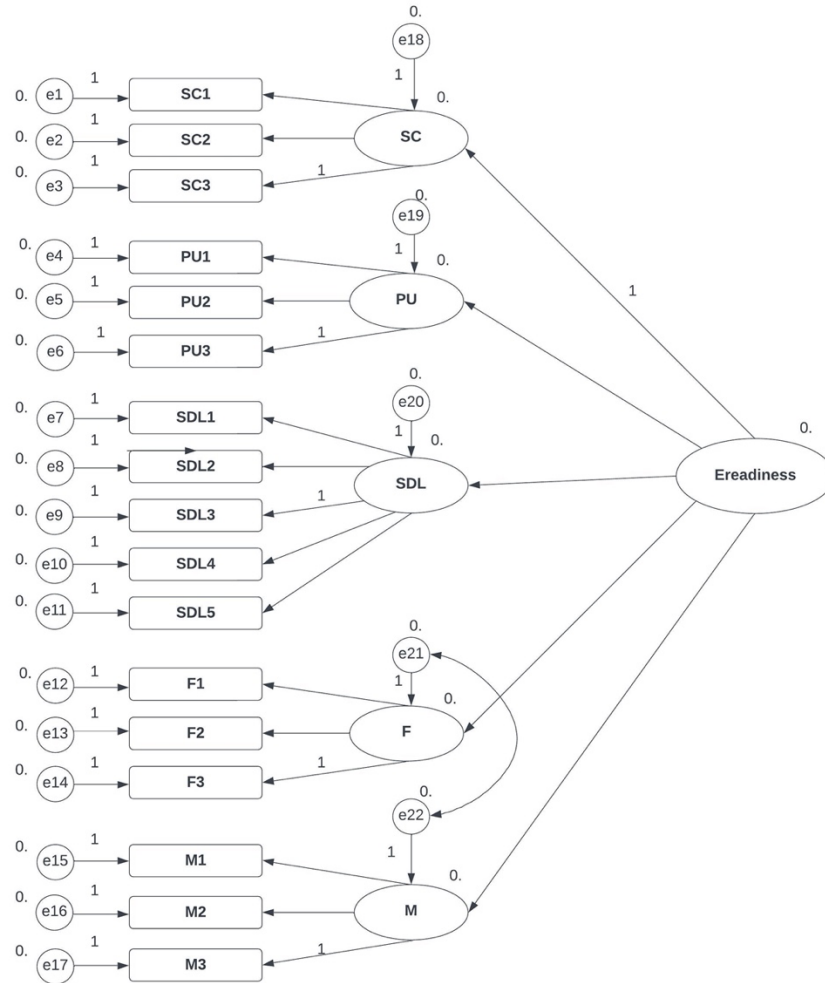 0.
e18
1
0.
0. e1 1 SC1
0. e2 1 SC2
SC
0. e3 1 SC3
1
0.
e19
1
0.
0. e4 1 PU1
0. e5 1 PU2
PU
0. e6 1 PU3
1
1
0.
e20
1
0.
0. e7 1 SDL1
0. e8 1 SDL2
SDL
0. e9 1 SDL3
1
0. e10 1 SDL4
0. e11 1 SDL5
0.
Ereadiness
0.
e21
1
0.
0. e12 1 F1
0. e13 1 F2
F
0. e14 1 F3
1
0.
e22
1
0.
0. e15 1 M1
0. e16 1 M2
M
0. e17 1 M3
1